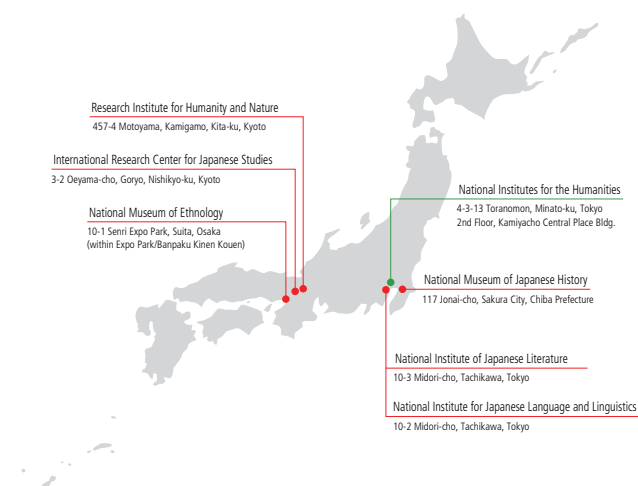 Research Institute for Humanity and Nature
457-4 Motoyama, Kamigamo, Kita-ku, Kyoto
International Research Center for Japanese Studies
3-2 Oeyama-cho, Goryo, Nishikyo-ku, Kyoto
National Museum of Ethnology
10-1 Senri Expo Park, Suita, Osaka
(within Expo Park/Banpaku Kinen Kouen)
National Institutes for the Humanities
4-3-13 Toranomon, Minato-ku, Tokyo
2nd Floor, Kamiyacho Central Place Bldg.
National Museum of Japanese History
117 Jonai-cho, Sakura City, Chiba Prefecture
National Institute of Japanese Literature
10-3 Midori-cho, Tachikawa, Tokyo
National Institute for Japanese Language and Linguistics
10-2 Midori-cho, Tachikawa, Tokyo